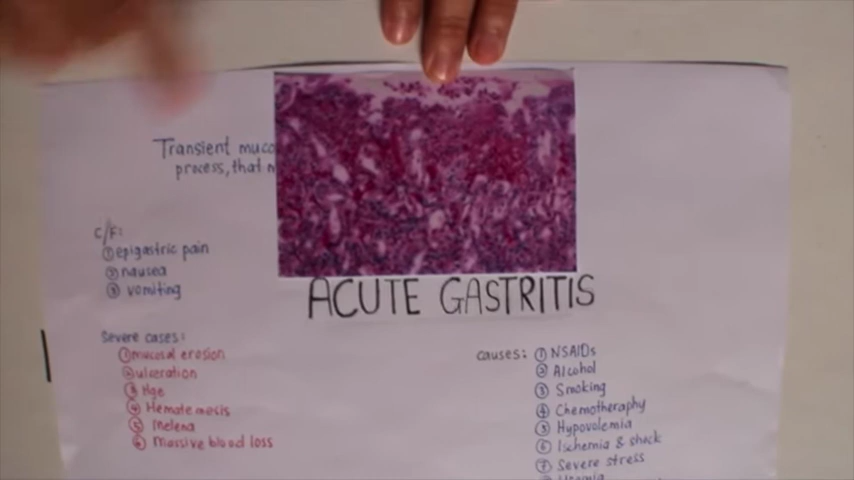 Transient muco
process, that
C/F:
① epigastric pain
② nausea
③ vomiting
ACUTE GASTRITIS
Severe cases:
① mucosal erosion
② ulceration
③ Hge
④ Hematemecis
⑤ Melena
⑥ Massive blood loss
causes: ① NSAIDs
② Alcohol
③ Smoking
④ Chemotheraphy
⑤ Hypovolemia
⑥ Ischemia & shock
⑦ Severe stress